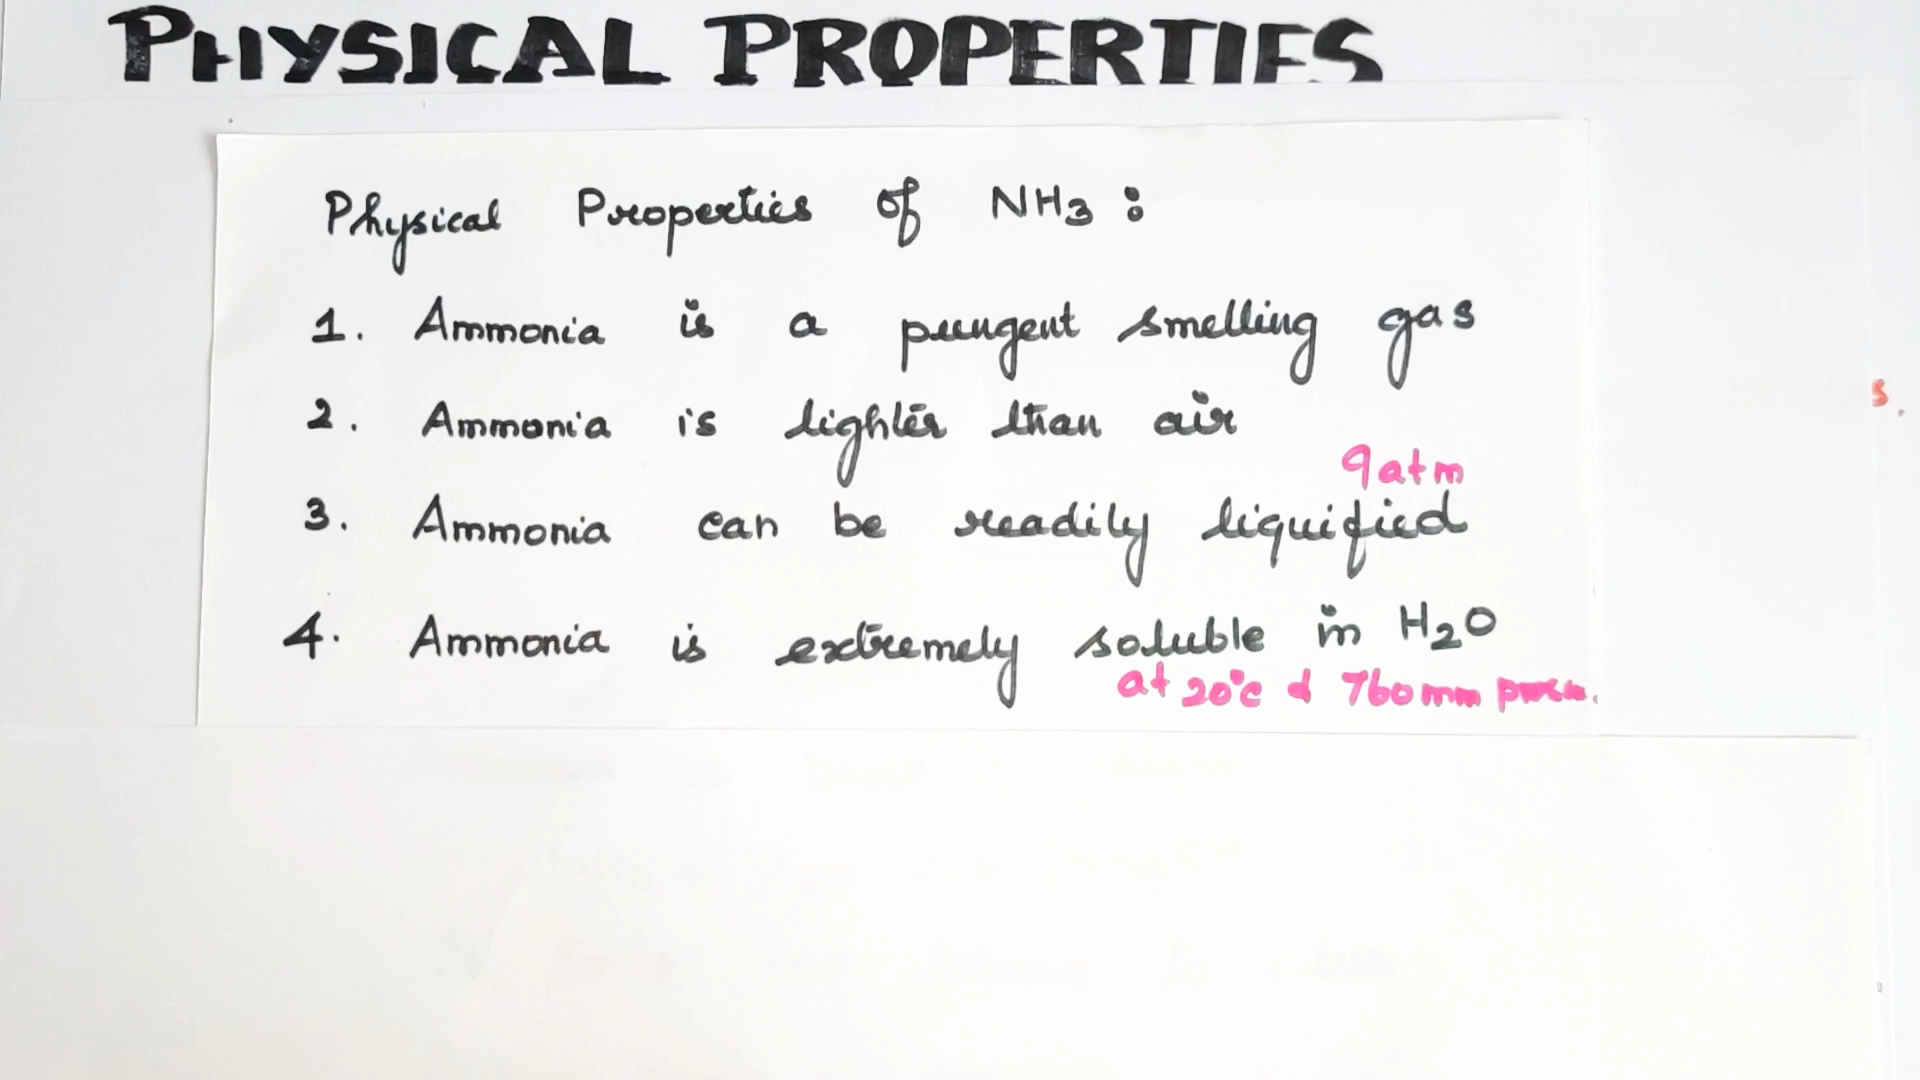 PHYSICAL PROPERTIES
Physical Properties of NH3 :
1. Ammonia is a pungent smelling gas
2. Ammonia is lighter than air
9atm
3. Ammonia can be readily liquified
4. Ammonia is extremely soluble in H2O
at 20°C & 760mm
s.